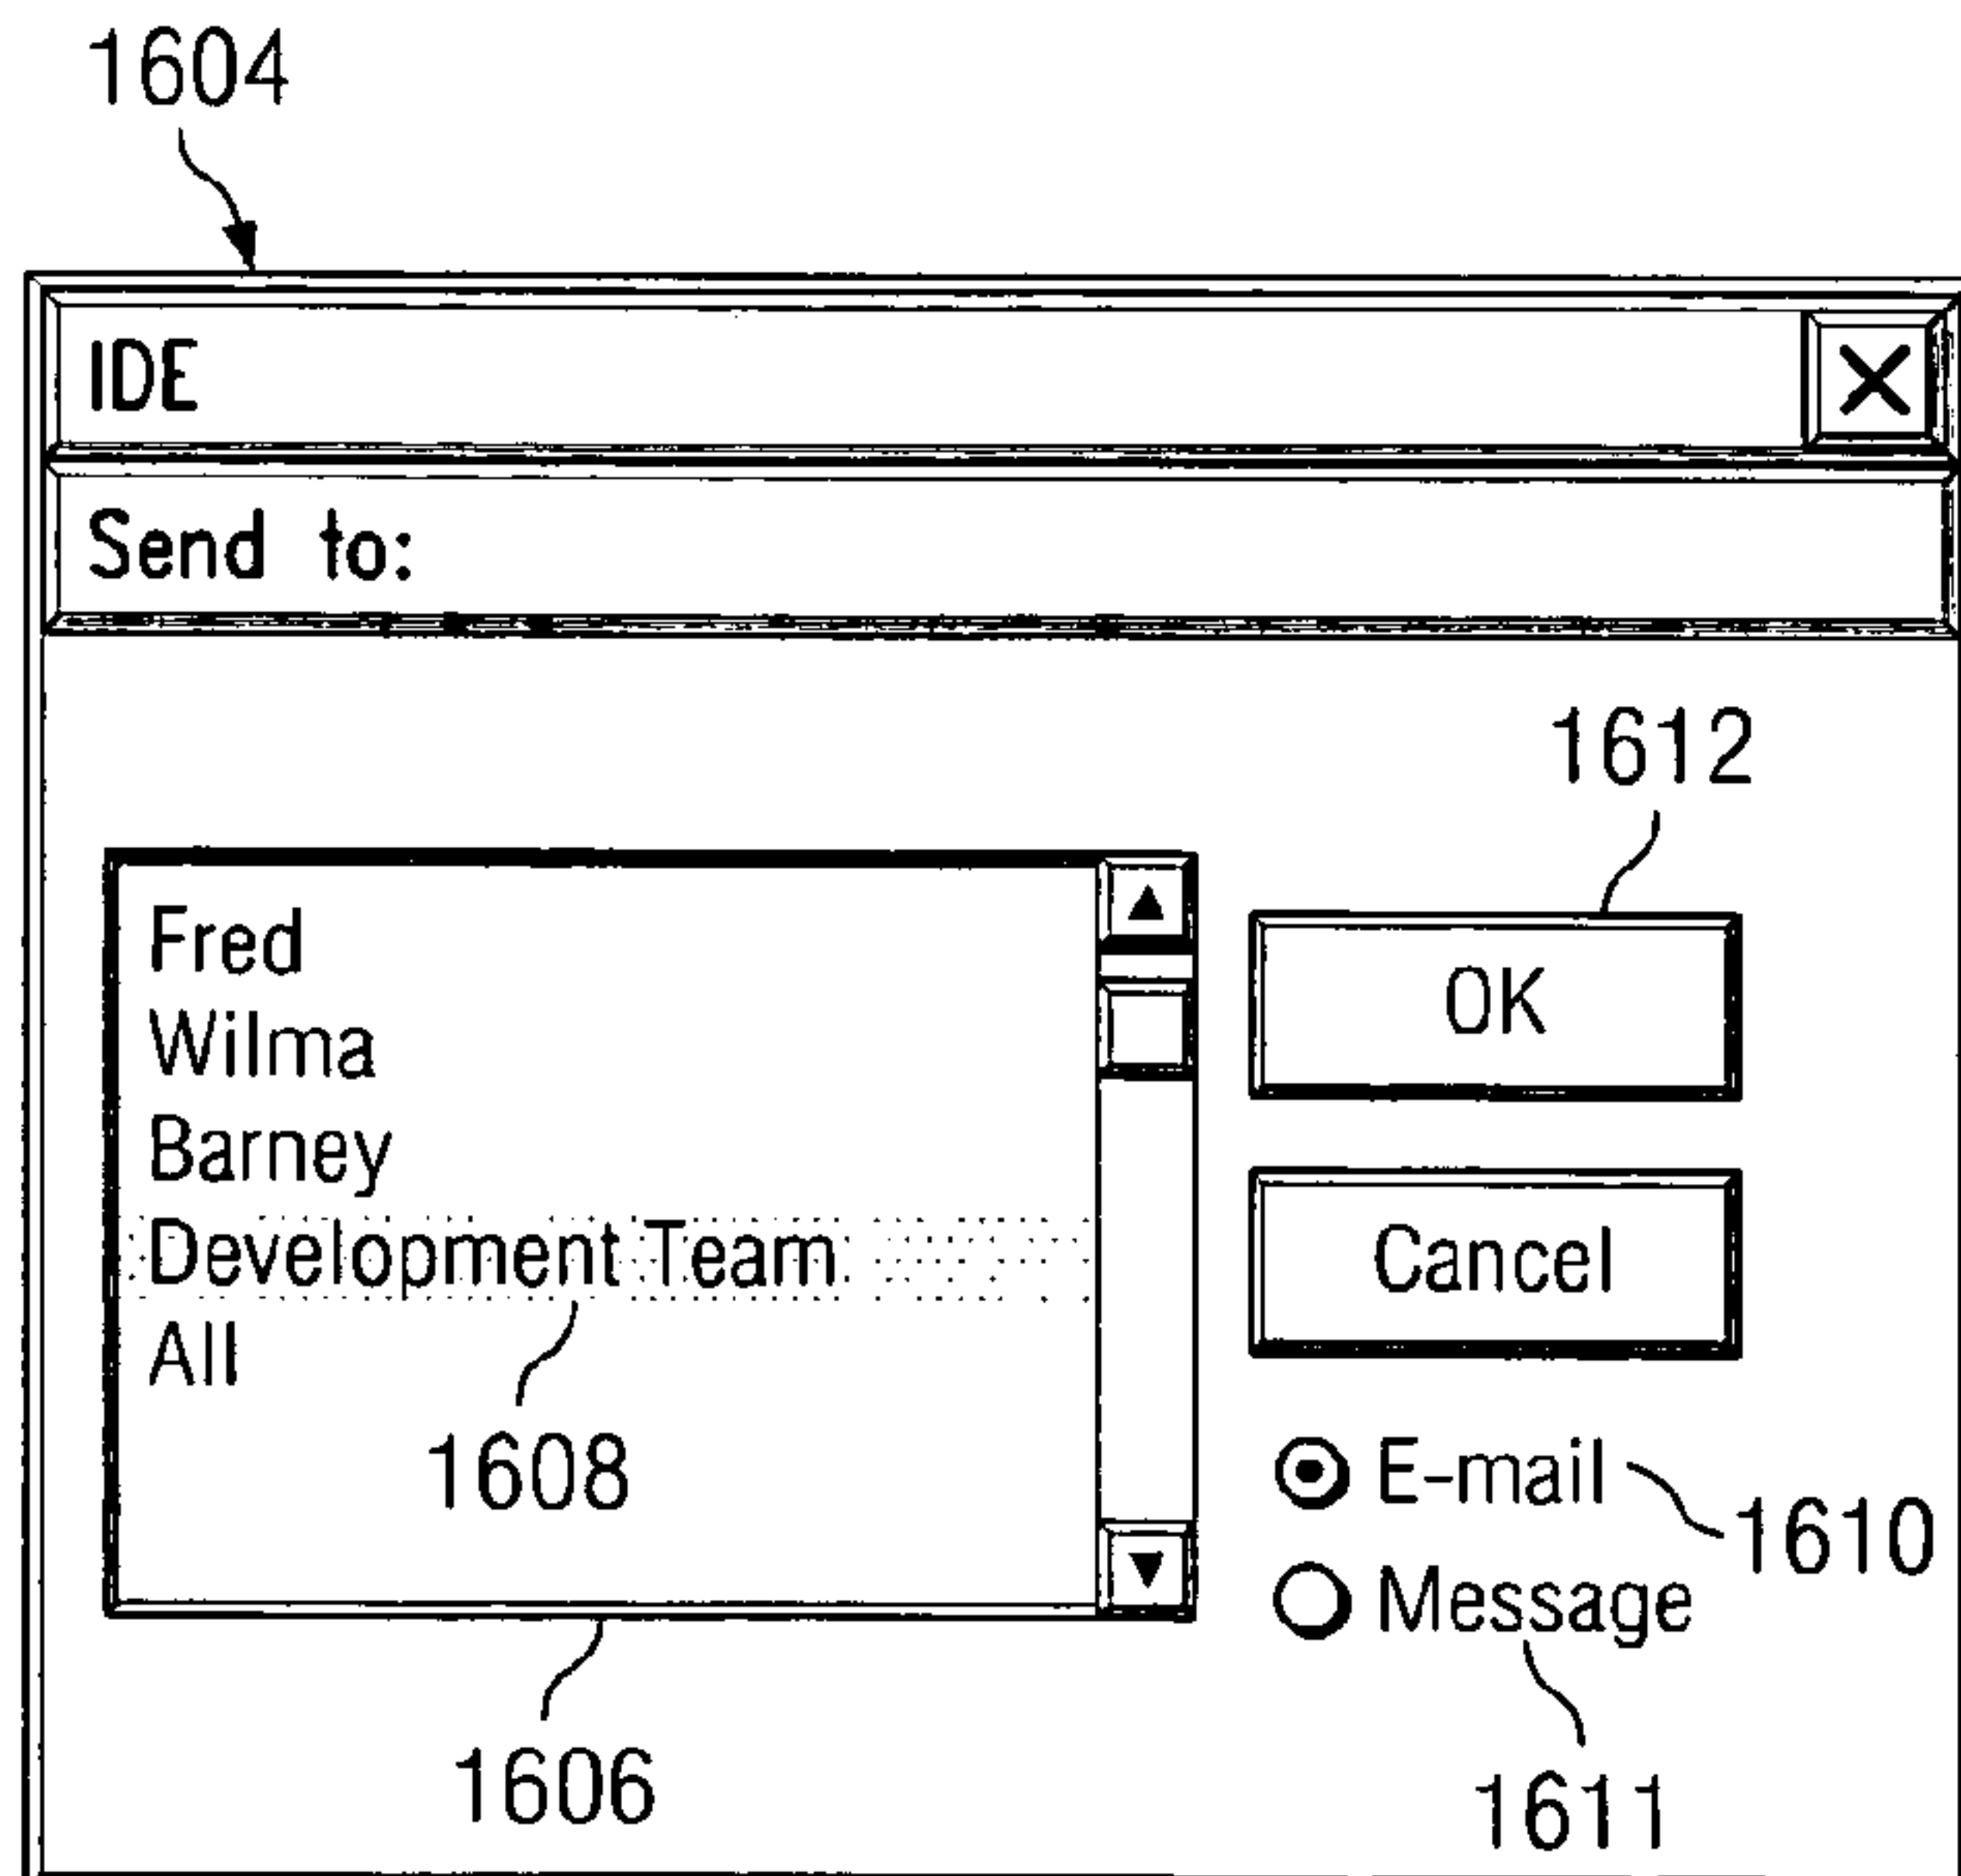 1604
IDE
Send to:
1612
Fred
Wilma
Barney
Development Team
All
1608
1606
OK
Cancel
E-mail
1610
Message
1611